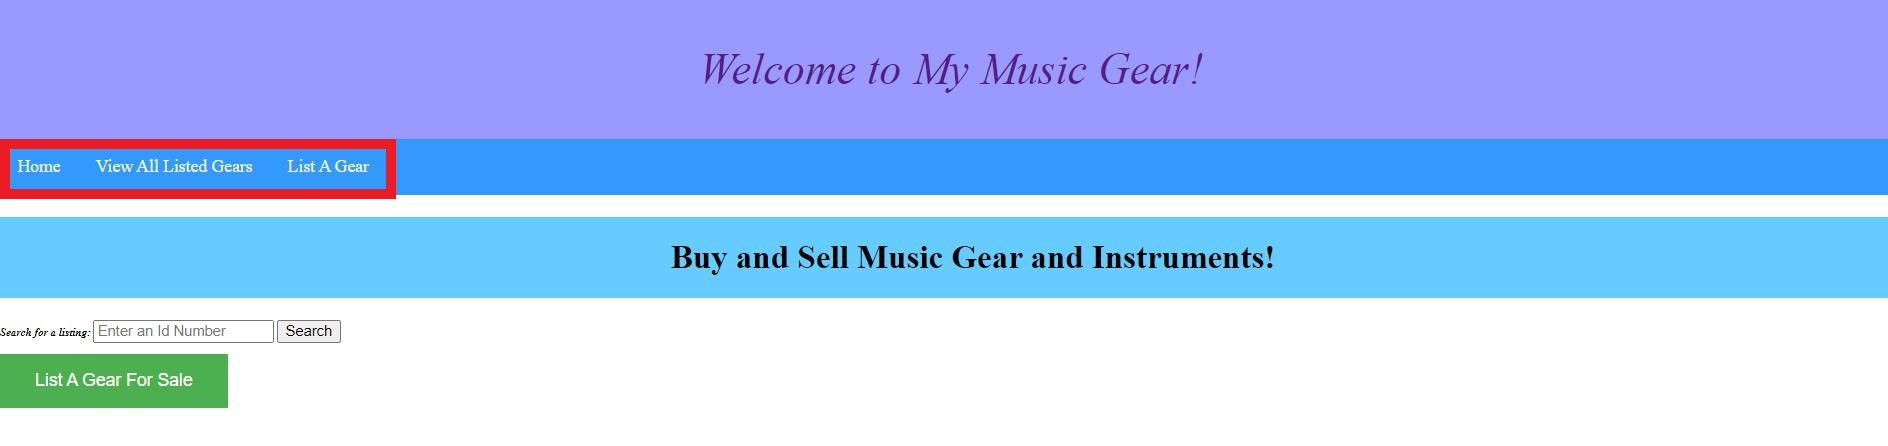 Welcome to My Music Gear!
Home View All Listed Gears List A Gear
Buy and Sell Music Gear and Instruments!
Search for a listing: Enter an Id Number Search
List A Gear For Sale